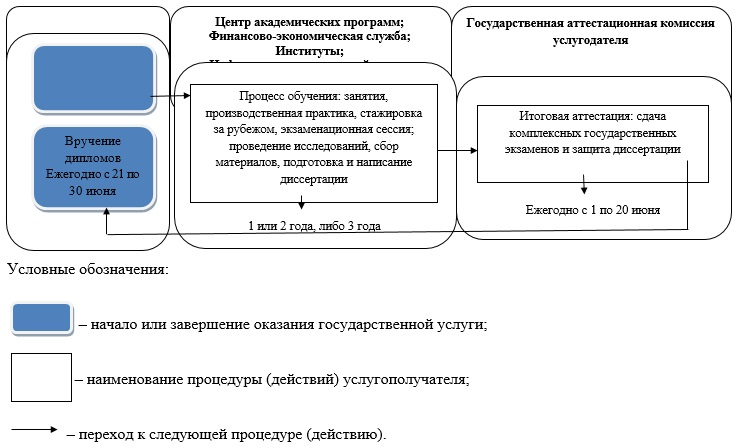 Центр академических программ;
Финансово-экономическая служба;
Институты;
Государственная аттестационная комиссия
услугодателя
Процесс обучения: занятия,
производственная практика, стажировка
за рубежом, экзаменационная сессия;
проведение исследований, сбор
материалов, подготовка и написание
диссертации
1 или 2 года, либо 3 года
Итоговая аттестация: сдача
комплексных государственных
экзаменов и защита диссертации
Ежегодно с 1 по 20 июня
Вручение
дипломов
Ежегодно с 21 по
30 июня
Условные обозначения:
– начало или завершение оказания государственной услуги;
– наименование процедуры (действий) услугополучателя;
– переход к следующей процедуре (действию).